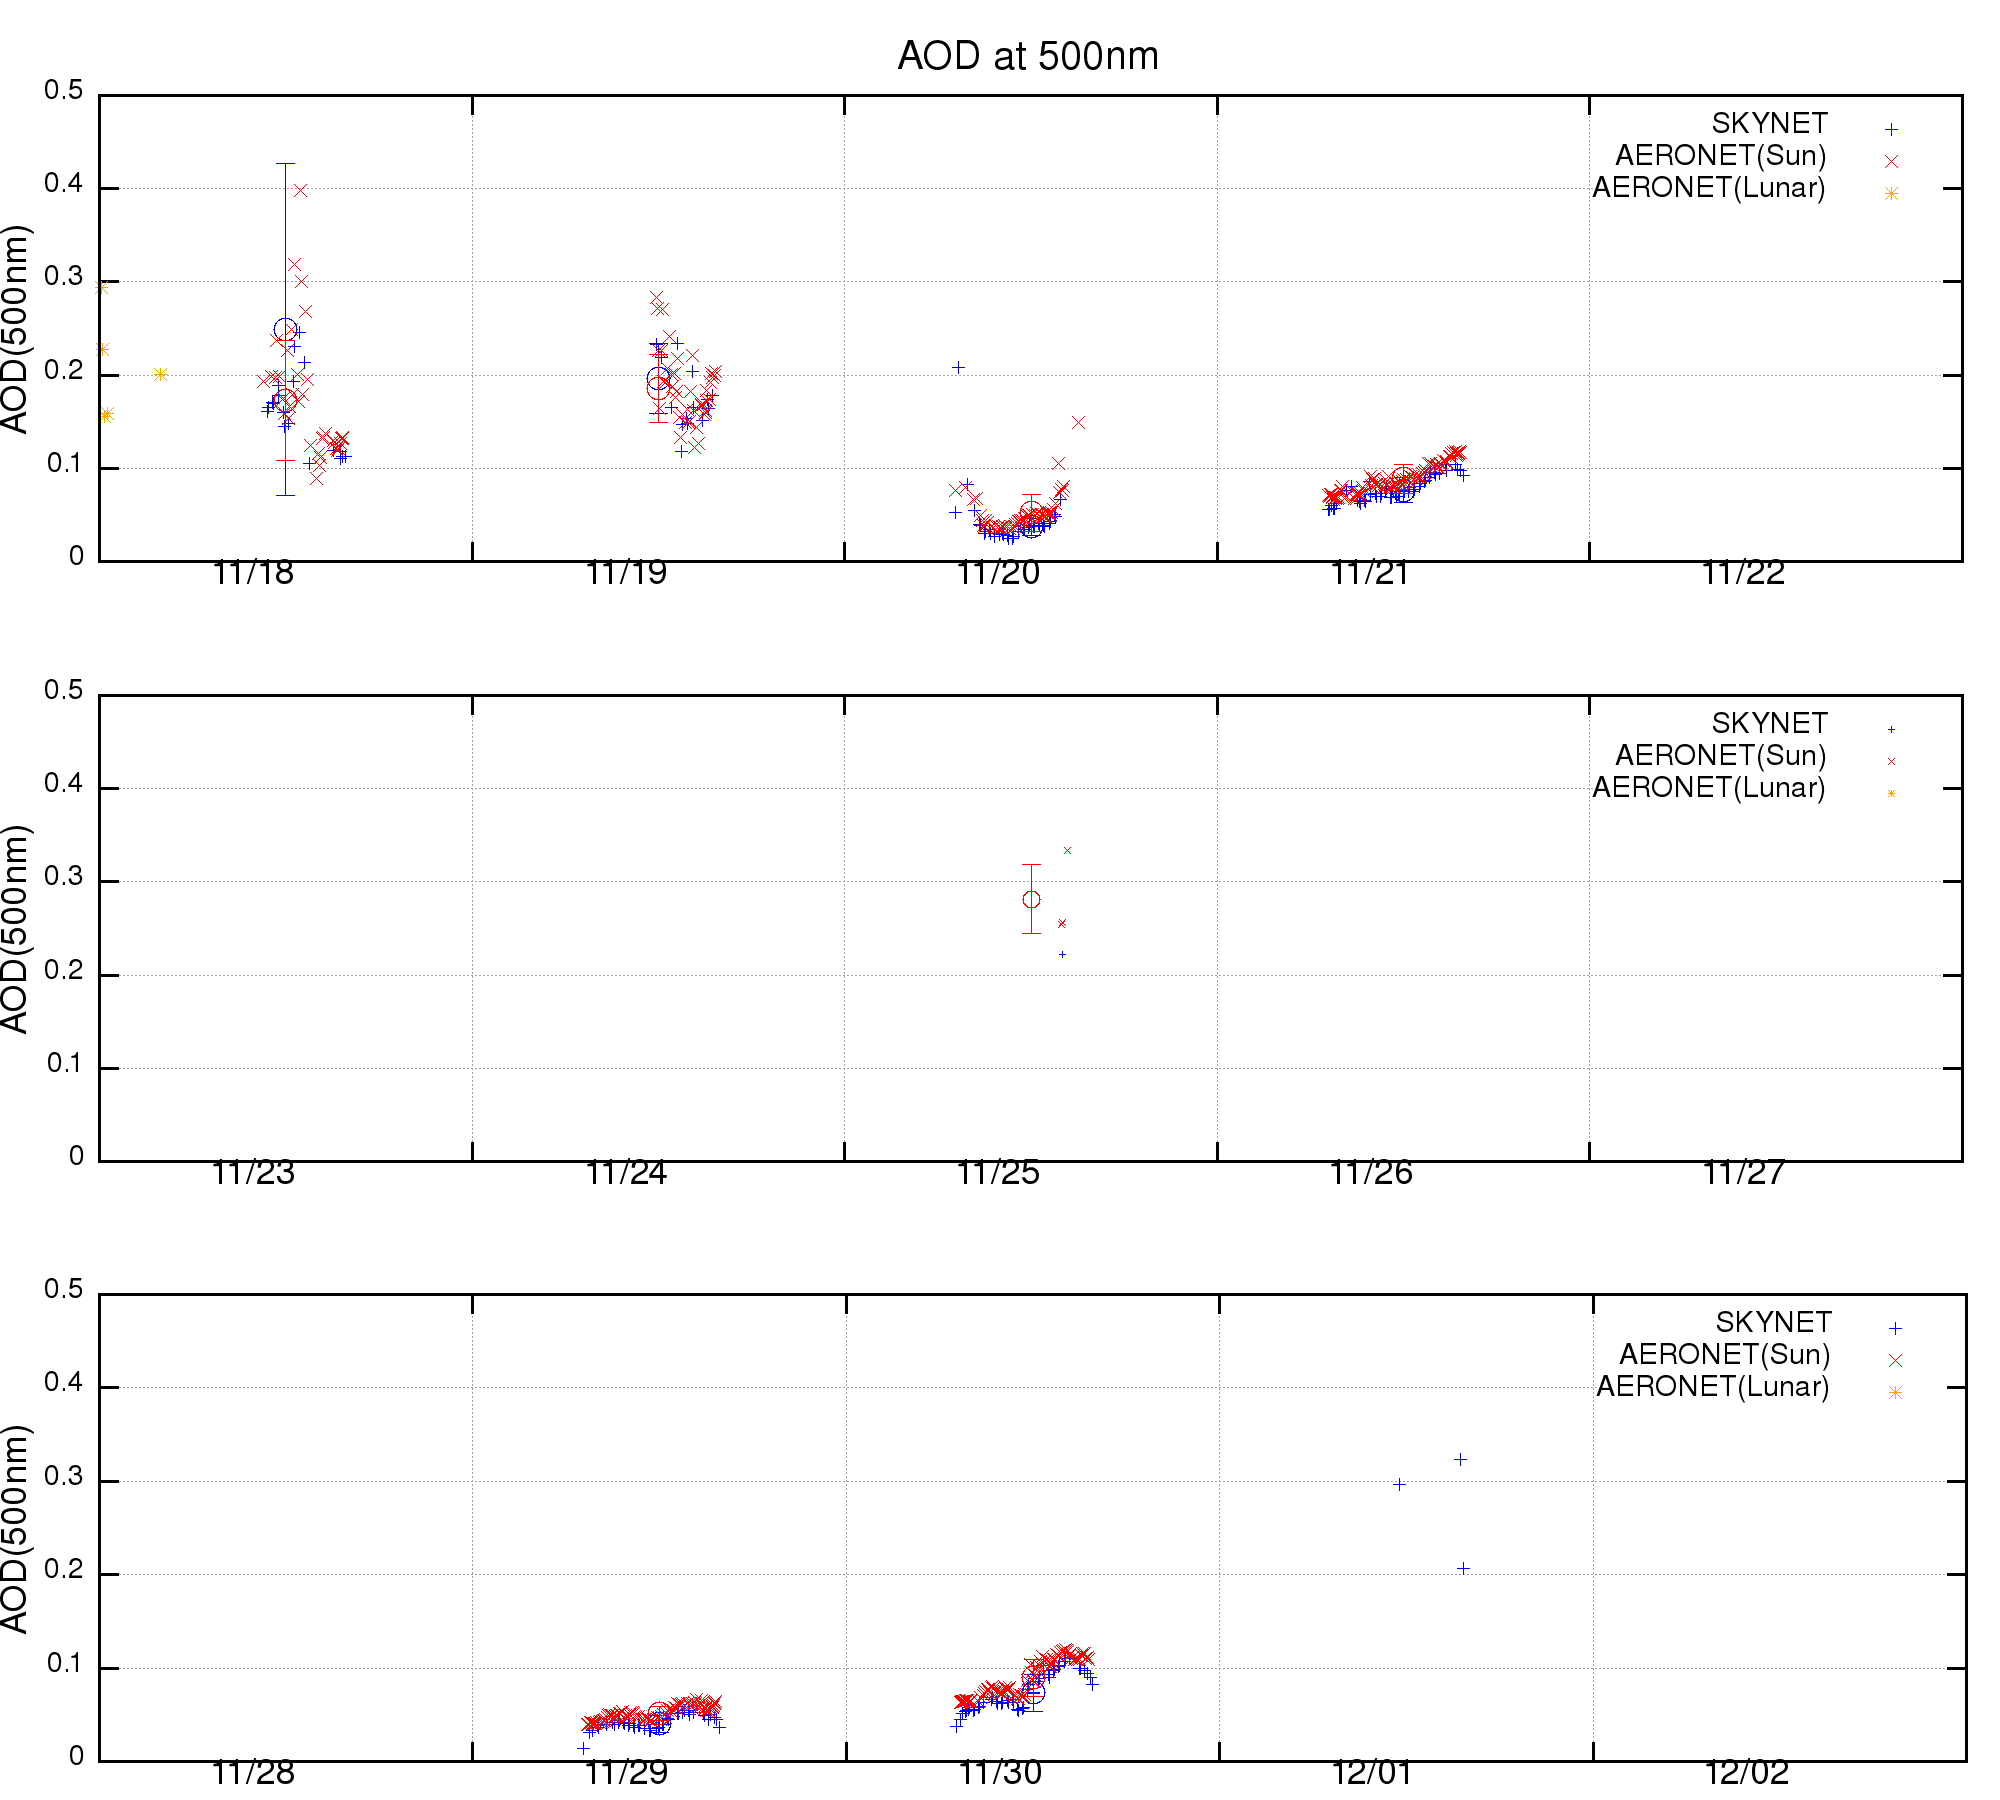 AOD at 500nm
AOD(500nm)
0.5
0.4
0.3
0.2
0.1
0
SKYNET
AERONET(Sun)
AERONET(Lunar)
11/18 11/19 11/20 11/21 11/22
AOD(500nm)
0.5
0.4
0.3
0.2
0.1
0
SKYNET
AERONET(Sun)
AERONET(Lunar)
11/23 11/24 11/25 11/26 11/27
AOD(500nm)
0.5
0.4
0.3
0.2
0.1
0
SKYNET
AERONET(Sun)
AERONET(Lunar)
11/28 11/29 11/30 12/01 12/02